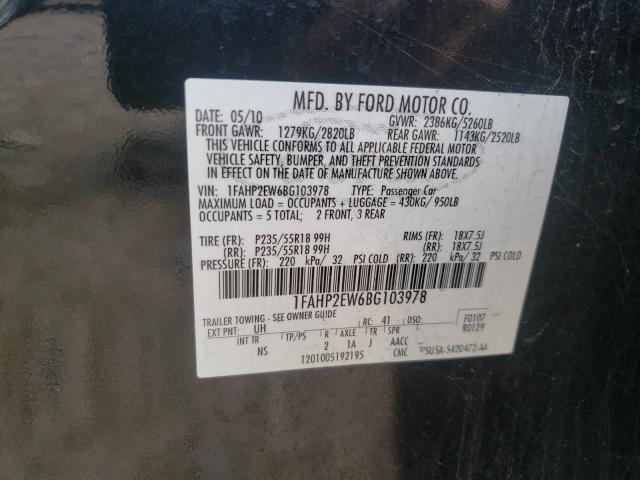 MFD. BY FORD MOTOR CO.
DATE: 05/10 GVWR: 2386KG/5260LB
FRONT GAWR: 1279KG/2820LB REAR GAWR: 1143KG/2520LB
THIS VEHICLE CONFORMS TO ALL APPLICABLE FEDERAL MOTOR
VEHICLE SAFETY, BUMPER, AND THEFT PREVENTION STANDARDS
IN EFFECT ON THE DATE OF MANUFACTURE SHOWN ABOVE.
VIN: 1FAHP2EW6BG103978 TYPE: Passenger Car
MAXIMUM LOAD = OCCUPANTS + LUGGAGE = 430KG/ 950LB
OCCUPANTS = 5 TOTAL; 2 FRONT, 3 REAR
TIRE (FR): P235/55R18 99H RIMS (FR): 18X7.5J
(RR): P235/55R18 99H (RR): 18X7.5J
PRESSURE (FR): 220 kPa/ 32 PSI COLD (RR): 220 kPa/ 32 PSI COLD
1FAHP2EW6BG103978
TRAILER TOWING - SEE OWNER GUIDE
EXT PNT: UH RC: 41 DSO: F0107
R0129
INT TR TP/PS R AXLE TR SPR
NS 2 1A J AACC
1201005192195 CMC